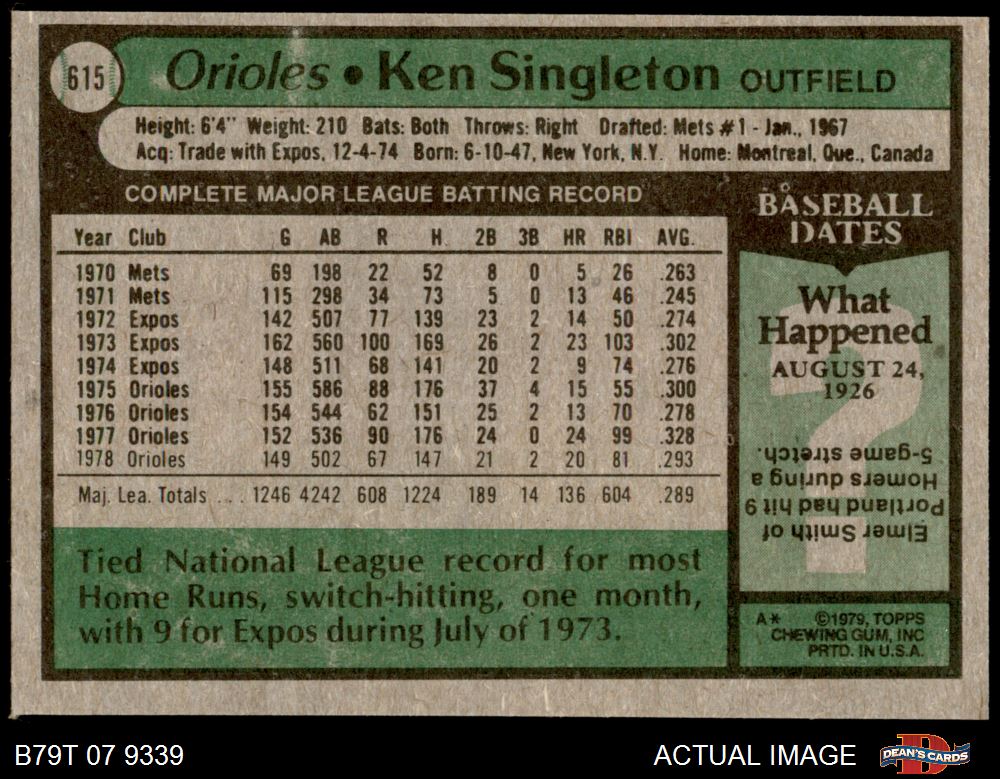 615 Orioles • Ken Singleton OUTFIELD
Height: 6'4" Weight: 210 Bats: Both Throws: Right Drafted: Mets #1 - Jan., 1967
Acq: Trade with Expos, 12-4-74 Born: 6-10-47, New York, N.Y. Home: Montreal, Que., Canada
COMPLETE MAJOR LEAGUE BATTING RECORD
Year Club G AB R H 2B 3B HR RBI AVG.
1970 Mets 69 198 22 52 8 0 5 26 .263
1971 Mets 115 298 34 73 5 0 13 46 .245
1972 Expos 142 507 77 139 23 2 14 50 .274
1973 Expos 162 560 100 169 26 2 23 103 .302
1974 Expos 148 511 68 141 20 2 9 74 .276
1975 Orioles 155 586 88 176 37 4 15 55 .300
1976 Orioles 154 544 62 151 25 2 13 70 .278
1977 Orioles 152 536 90 176 24 0 24 99 .328
1978 Orioles 149 502 67 147 21 2 20 81 .293
Maj. Lea. Totals ... 1246 4242 608 1224 189 14 136 604 .289
Tied National League record for most
Home Runs, switch-hitting, one month,
with 9 for Expos during July of 1973.
BASEBALL
DATES
What
Happened
AUGUST 24,
1926
?
Elmer Smith of
Portland had hit 9
Homers during a
5-game stretch.
A* ©1979, TOPPS
CHEWING GUM, INC
PRTD. IN U.S.A.
B79T 07 9339
ACTUAL IMAGE
D
DEAN'S CARDS